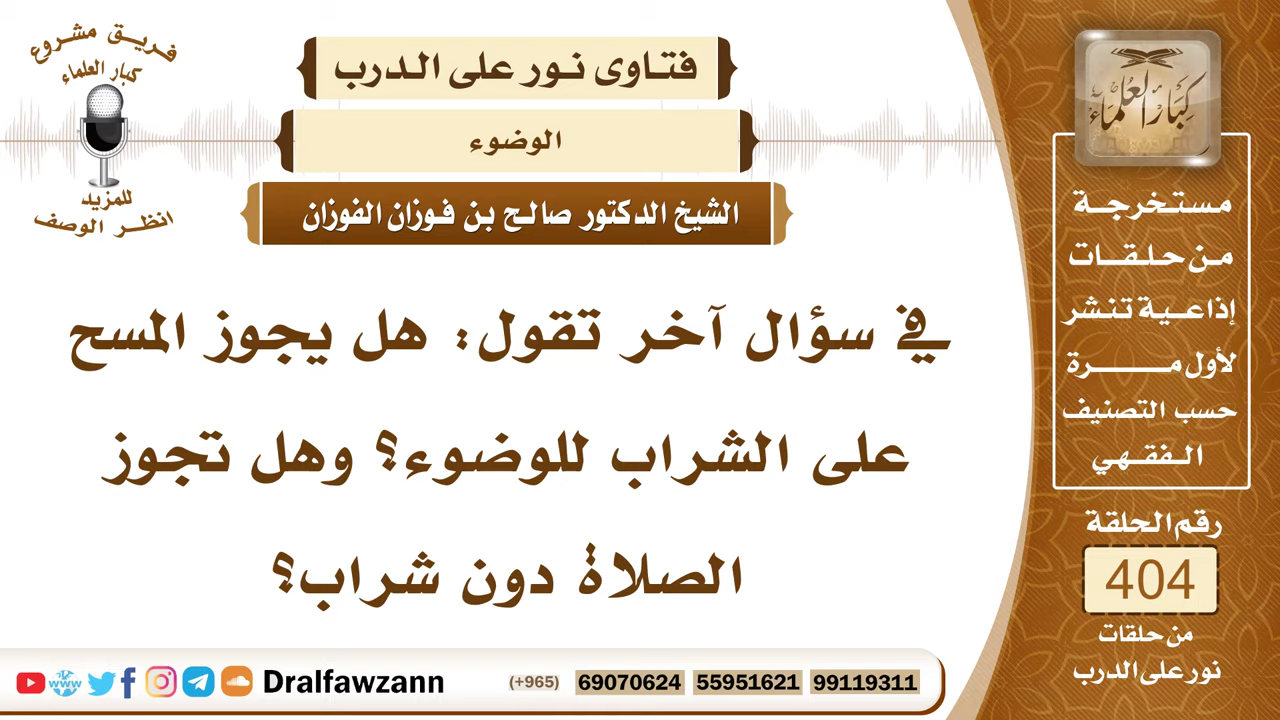 فريق مشروع
كبار العلماء
للمزيد
انظر الوصف
فتاوى نور على الدرب
الوضوء
الشيخ الدكتور صالح بن فوزان الفوزان
في سؤال آخر تقول: هل يجوز المسح
على الشراب للوضوء؟ وهل تجوز
الصلاة دون شراب؟
كبار العلماء
مستخرجة
من حلقات
إذاعية تنشر
لأول مرة
حسب التصنيف
الفقهي
رقم الحلقة
404
من حلقات
نور على الدرب
www
Dralfawzann (+965) 69070624 55951621 99119311